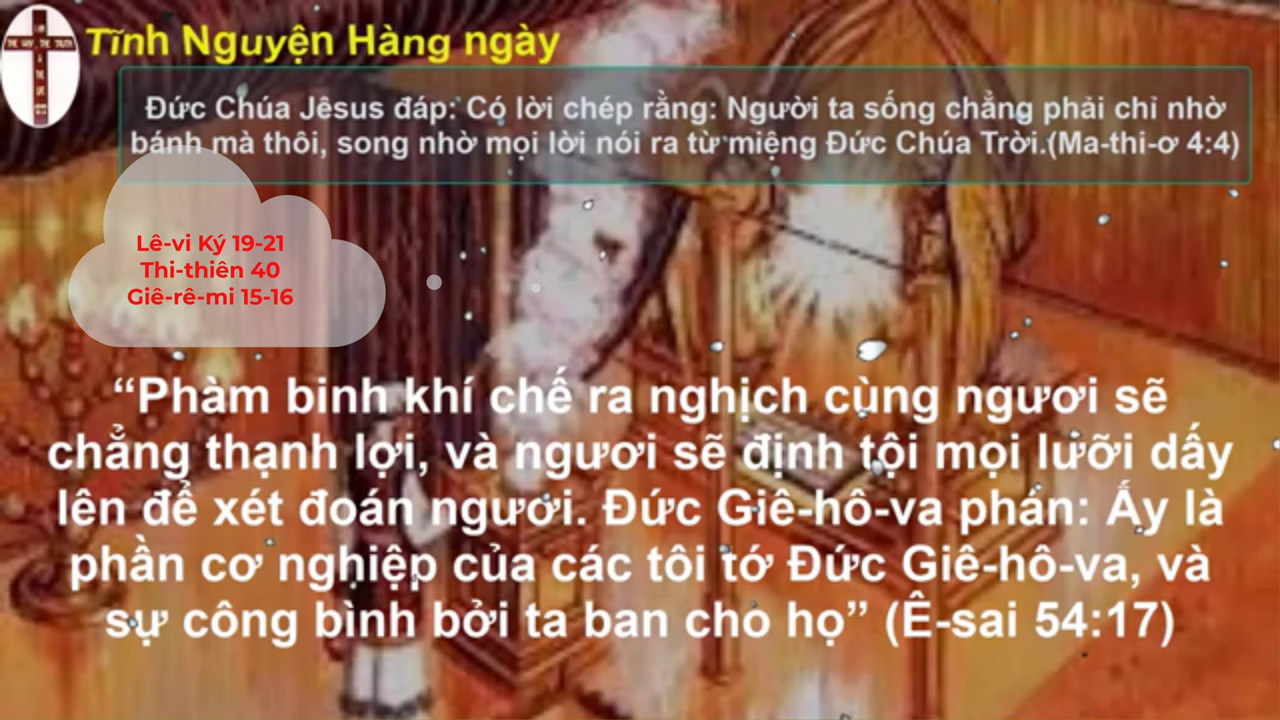 Tĩnh Nguyện Hàng ngày
Đức Chúa Jêsus đáp: Có lời chép rằng: Người ta sống chẳng phải chỉ nhờ
bánh mà thôi, song nhờ mọi lời nói ra từ miệng Đức Chúa Trời.(Ma-thi-ơ 4:4)
Lê-vi Ký 19-21
Thi-thiên 40
Giê-rê-mi 15-16
“Phàm binh khí chế ra nghịch cùng ngươi sẽ
chẳng thạnh lợi, và ngươi sẽ định tội mọi lưỡi dấy
lên để xét đoán ngươi. Đức Giê-hô-va phán: Ấy là
phần cơ nghiệp của các tôi tớ Đức Giê-hô-va, và
sự công bình bởi ta ban cho họ” (Ê-sai 54:17)